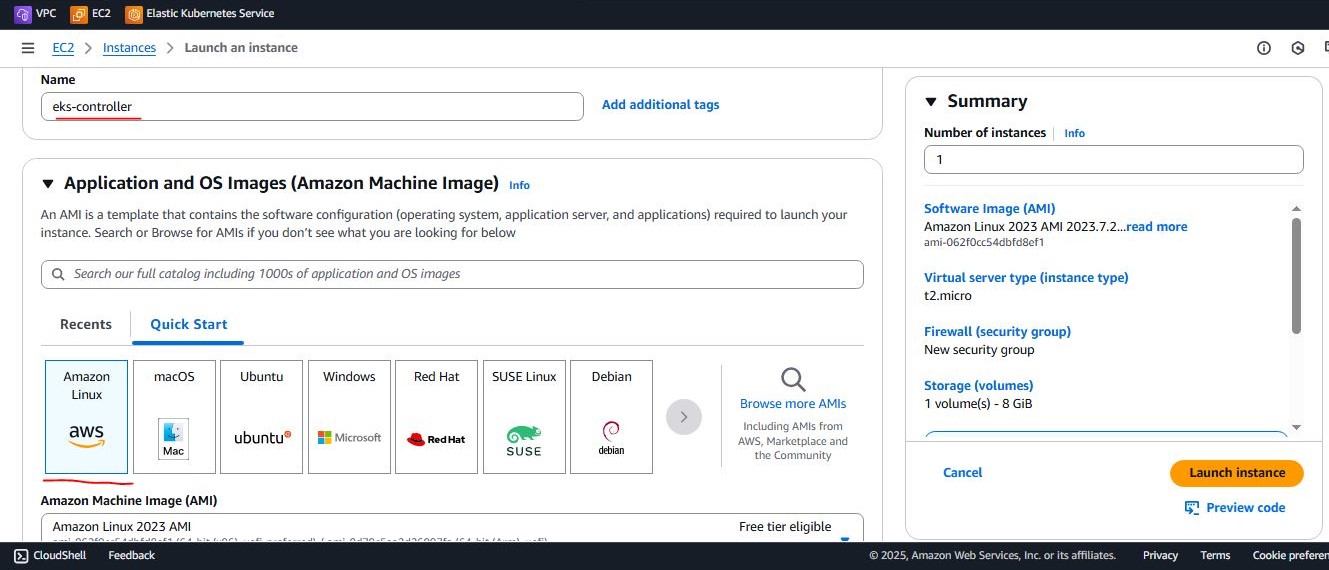 VPC EC2 Elastic Kubernetes Service
EC2 > Instances > Launch an instance
Name
eks-controller
Add additional tags
Application and OS Images (Amazon Machine Image) Info
An AMI is a template that contains the software configuration (operating system, application server, and applications) required to launch your
instance. Search or Browse for AMIs if you don't see what you are looking for below
Search our full catalog including 1000s of application and OS images
Recents Quick Start
Amazon
Linux
aws
macOS
Mac
Ubuntu
ubuntu
Windows
Microsoft
Red Hat
Red Hat
SUSE Linux
SUSE
Debian
debian
Browse more AMIs
Including AMIs from
AWS, Marketplace and
the Community
Amazon Machine Image (AMI)
Amazon Linux 2023 AMI
Free tier eligible
Summary
Number of instances Info
1
Software Image (AMI)
Amazon Linux 2023 AMI 2023.7.2...read more
ami-062f0cc54dbfd8ef1
Virtual server type (instance type)
t2.micro
Firewall (security group)
New security group
Storage (volumes)
1 volume(s) - 8 GiB
Cancel
Launch instance
Preview code
CloudShell Feedback
© 2025, Amazon Web Services, Inc. or its affiliates. Privacy Terms Cookie preferen